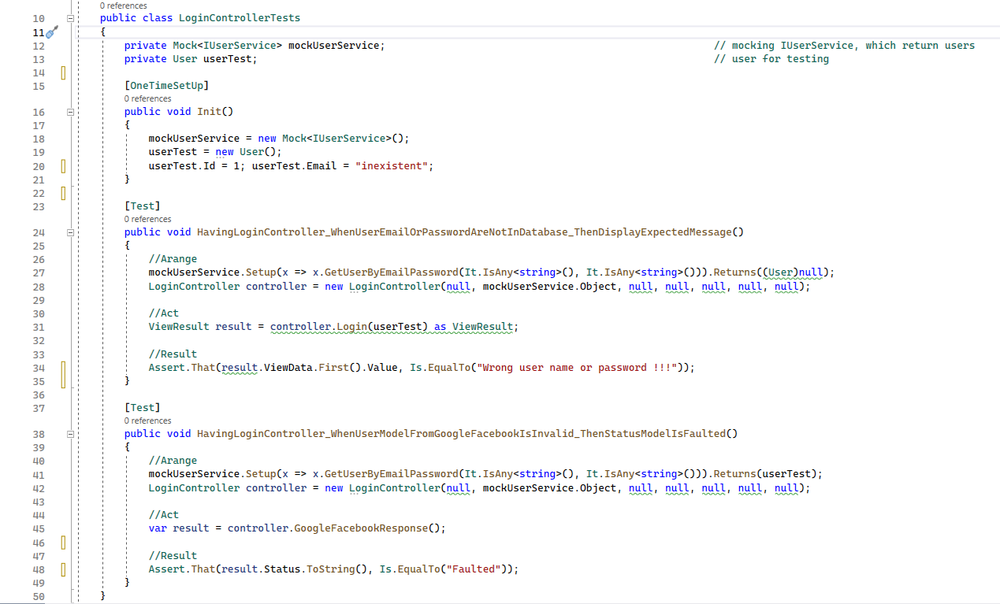 0 references
10 public class LoginControllerTests
11 {
12 private Mock<IUserService> mockUserService; // mocking IUserService, which return users
13 private User userTest; // user for testing
14
15 [OneTimeSetUp]
0 references
16 public void Init()
17 {
18 mockUserService = new Mock<IUserService>();
19 userTest = new User();
20 userTest.Id = 1; userTest.Email = "inexistent";
21 }
22
23 [Test]
0 references
24 public void HavingLoginController_WhenUserEmailOrPasswordAreNotInDatabase_ThenDisplayExpectedMessage()
25 {
26 //Arange
27 mockUserService.Setup(x => x.GetUserByEmailPassword(It.IsAny<string>(), It.IsAny<string>())).Returns((User)null);
28 LoginController controller = new LoginController(null, mockUserService.Object, null, null, null, null, null);
29
30 //Act
31 ViewResult result = controller.Login(userTest) as ViewResult;
32
33 //Result
34 Assert.That(result.ViewData.First().Value, Is.EqualTo("Wrong user name or password !!!"));
35 }
36
37 [Test]
0 references
38 public void HavingLoginController_WhenUserModelFromGoogleFacebookIsInvalid_ThenStatusModelIsFaulted()
39 {
40 //Arange
41 mockUserService.Setup(x => x.GetUserByEmailPassword(It.IsAny<string>(), It.IsAny<string>())).Returns(userTest);
42 LoginController controller = new LoginController(null, mockUserService.Object, null, null, null, null, null);
43
44 //Act
45 var result = controller.GoogleFacebookResponse();
46
47 //Result
48 Assert.That(result.Status.ToString(), Is.EqualTo("Faulted"));
49 }
50 }